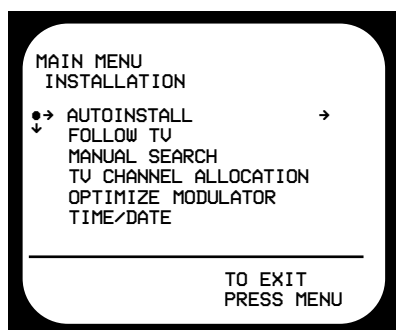 MAIN MENU
INSTALLATION
AUTOINSTALL
FOLLOW TV
MANUAL SEARCH
TV CHANNEL ALLOCATION
OPTIMIZE MODULATOR
TIME/DATE
TO EXIT
PRESS MENU